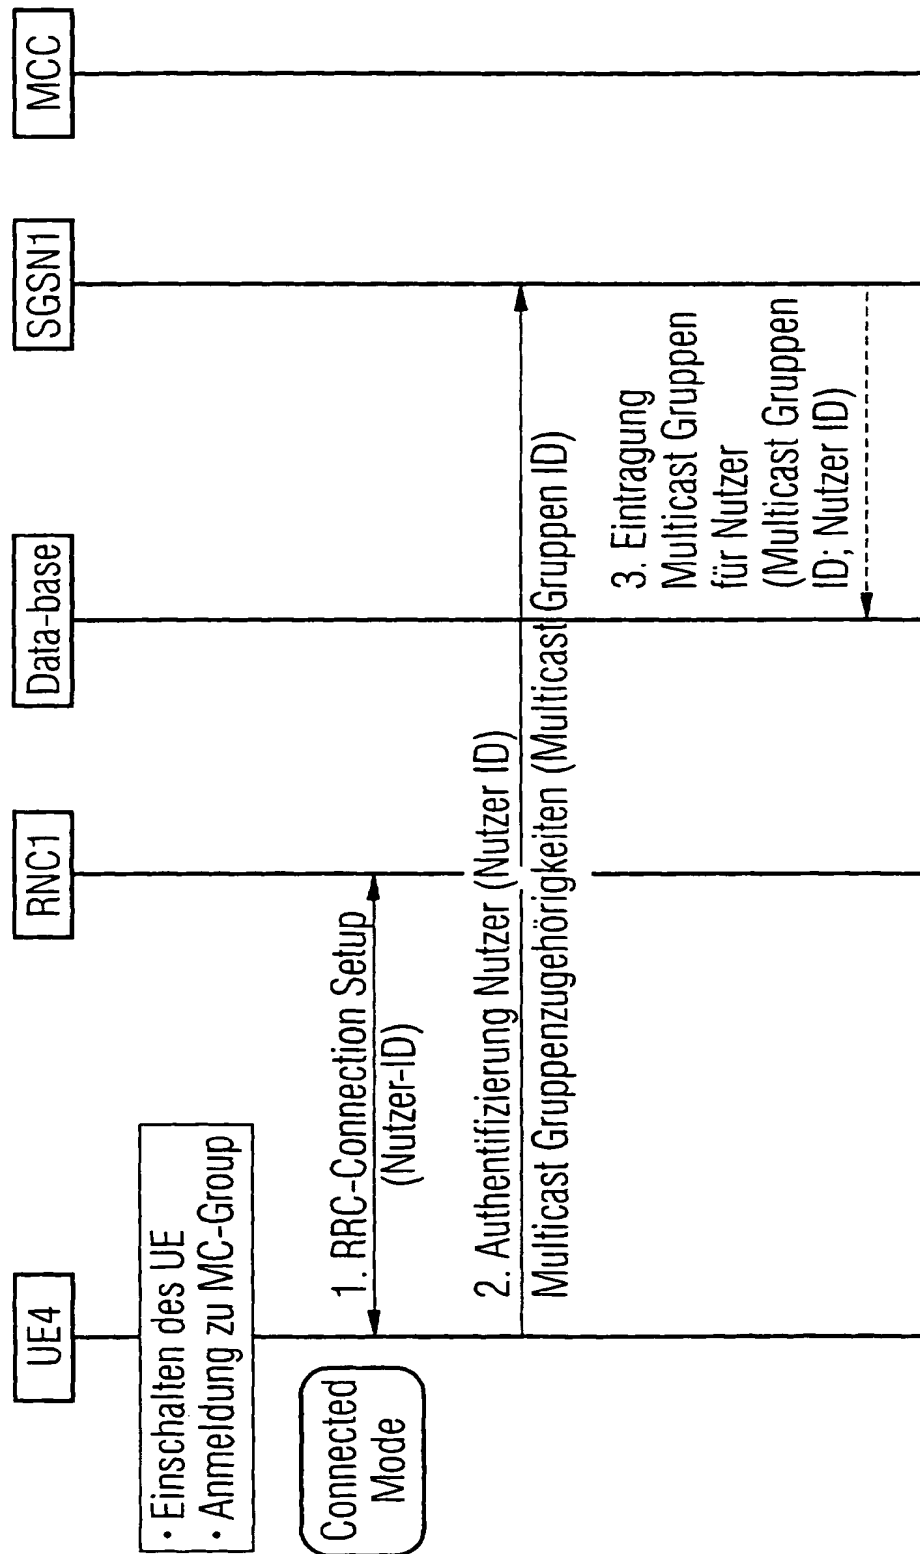 UE4
RNC1
Data-base
SGSN1
MCC
• Einschalten des UE
• Anmeldung zu MC-Group
Connected
Mode
1. RRC-Connection Setup
(Nutzer-ID)
2. Authentifizierung Nutzer (Nutzer ID)
Multicast Gruppenzugehörigkeiten (Multicast Gruppen ID)
3. Eintragung
Multicast Gruppen
für Nutzer
(Multicast Gruppen
ID; Nutzer ID)